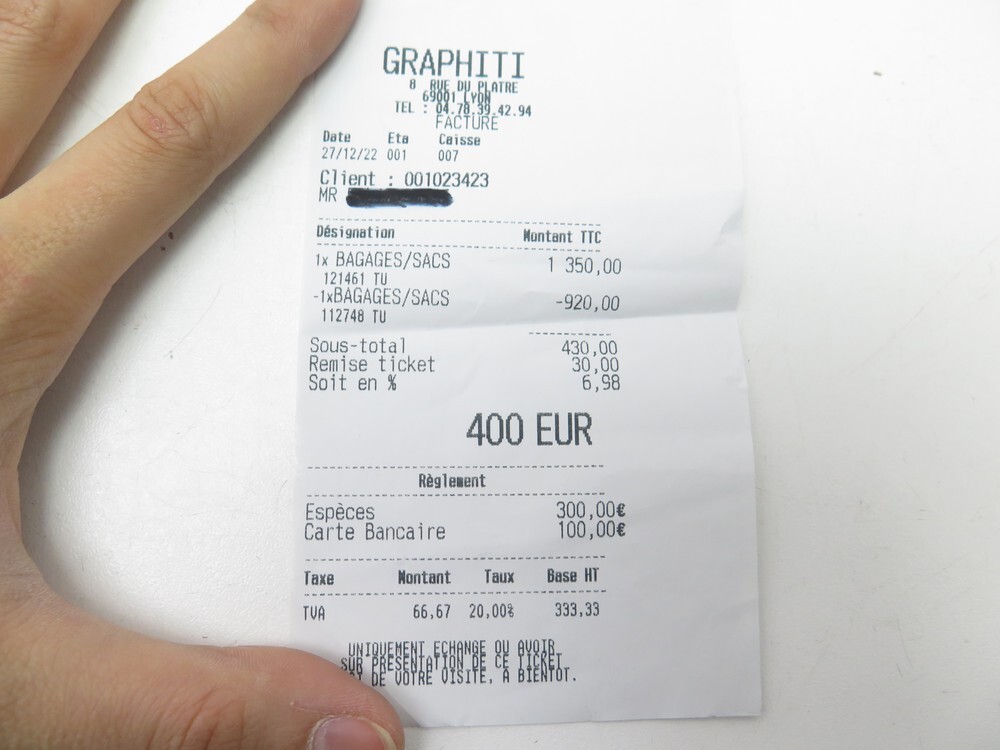 GRAPHITI
8 RUE DU PLATRE
69001 LYON
TEL : 04.78.39.42.94
FACTURE
Date Eta Caisse
27/12/22 001 007
Client : 001023423
MR
Désignation Montant TTC
1x BAGAGES/SACS 1 350,00
121461 TU
-1xBAGAGES/SACS -920,00
112748 TU
Sous-total 430,00
Remise ticket 30,00
Soit en % 6,98
400 EUR
Règlement
Espèces 300,00€
Carte Bancaire 100,00€
Taxe Montant Taux Base HT
TVA 66,67 20,00% 333,33
UNIQUEMENT ECHANGE OU AVOIR
SUR PRESENTATION DE CE TICKET
DE VOTRE VISITE, A BIENTOT.